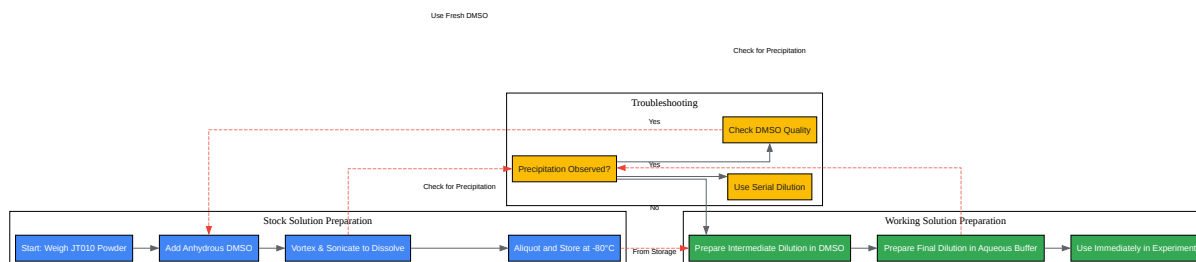 Use Fresh DMSO
Check for Precipitation
Troubleshooting
Yes
Check DMSO Quality
Precipitation Observed?
Yes
Check for Precipitation
Use Serial Dilution
No
Stock Solution Preparation
Working Solution Preparation
Start: Weigh JT010 Powder
Add Anhydrous DMSO
Vortex & Sonicate to Dissolve
Aliquot and Store at -80°C
From Storage
Prepare Intermediate Dilution in DMSO
Prepare Final Dilution in Aqueous Buffer
Use Immediately in Experiment